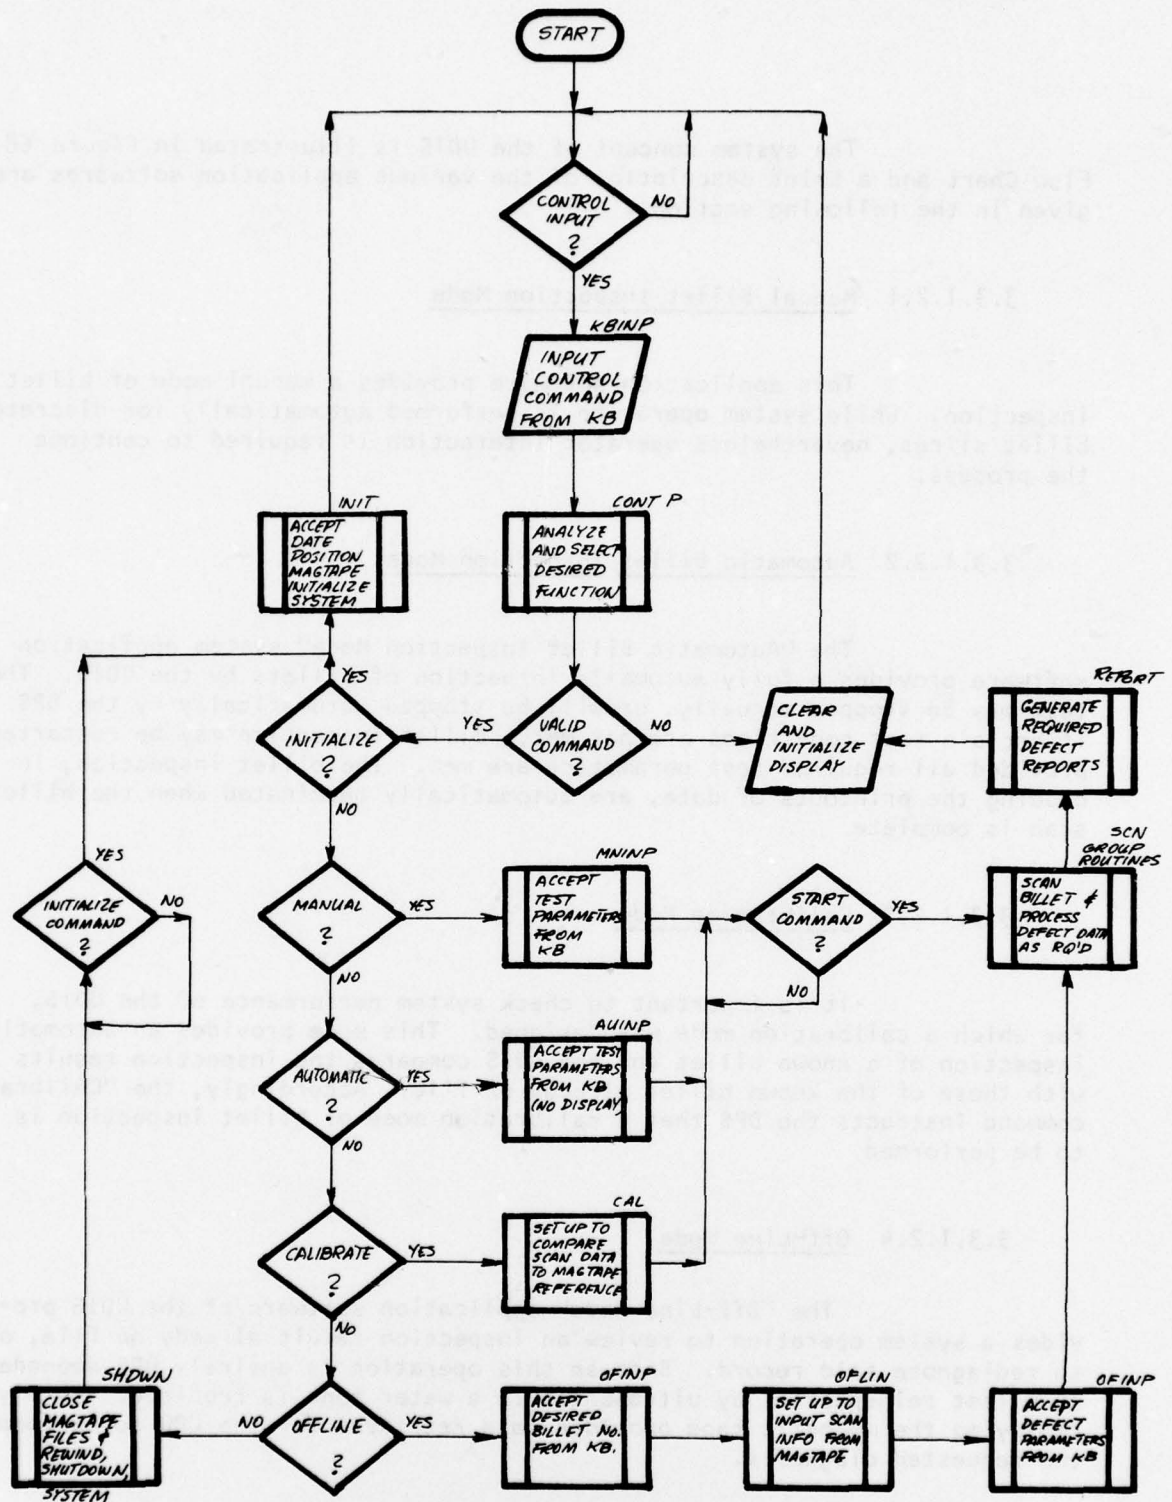 START
CONTROL
INPUT
?
NO
YES
KBINP
INPUT
CONTROL
COMMAND
FROM KB
INIT
ACCEPT
DATE
POSITION
MAGTAPE
INITIALIZE
SYSTEM
CONT P
ANALYZE
AND SELECT
DESIRED
FUNCTION
YES
INITIALIZE
?
NO
YES
VALID
COMMAND
?
NO
CLEAR
AND
INITIALIZE
DISPLAY
REPORT
GENERATE
REQUIRED
DEFECT
REPORTS
YES
INITIALIZE
COMMAND
?
NO
MANUAL
?
YES
NO
MNINP
ACCEPT
TEST
PARAMETERS
FROM
KB
START
COMMAND
?
YES
NO
SCN
GROUP
ROUTINES
SCAN
BILLET &
PROCESS
DEFECT DATA
AS RQ'D
AUTOMATIC
?
YES
NO
AUINP
ACCEPT TEST
PARAMETERS
FROM KB
(NO DISPLAY)
CALIBRATE
?
YES
NO
CAL
SET UP TO
COMPARE
SCAN DATA
TO MAGTAPE
REFERENCE
SHDWN
CLOSE
MAGTAPE
FILES &
REWIND,
SHUTDOWN,
SYSTEM
NO
OFFLINE
?
YES
OFINP
ACCEPT
DESIRED
BILLET NO.
FROM KB.
OFLIN
SET UP TO
INPUT SCAN
INFO FROM
MAGTAPE
OFINP
ACCEPT
DEFECT
PARAMETERS
FROM KB